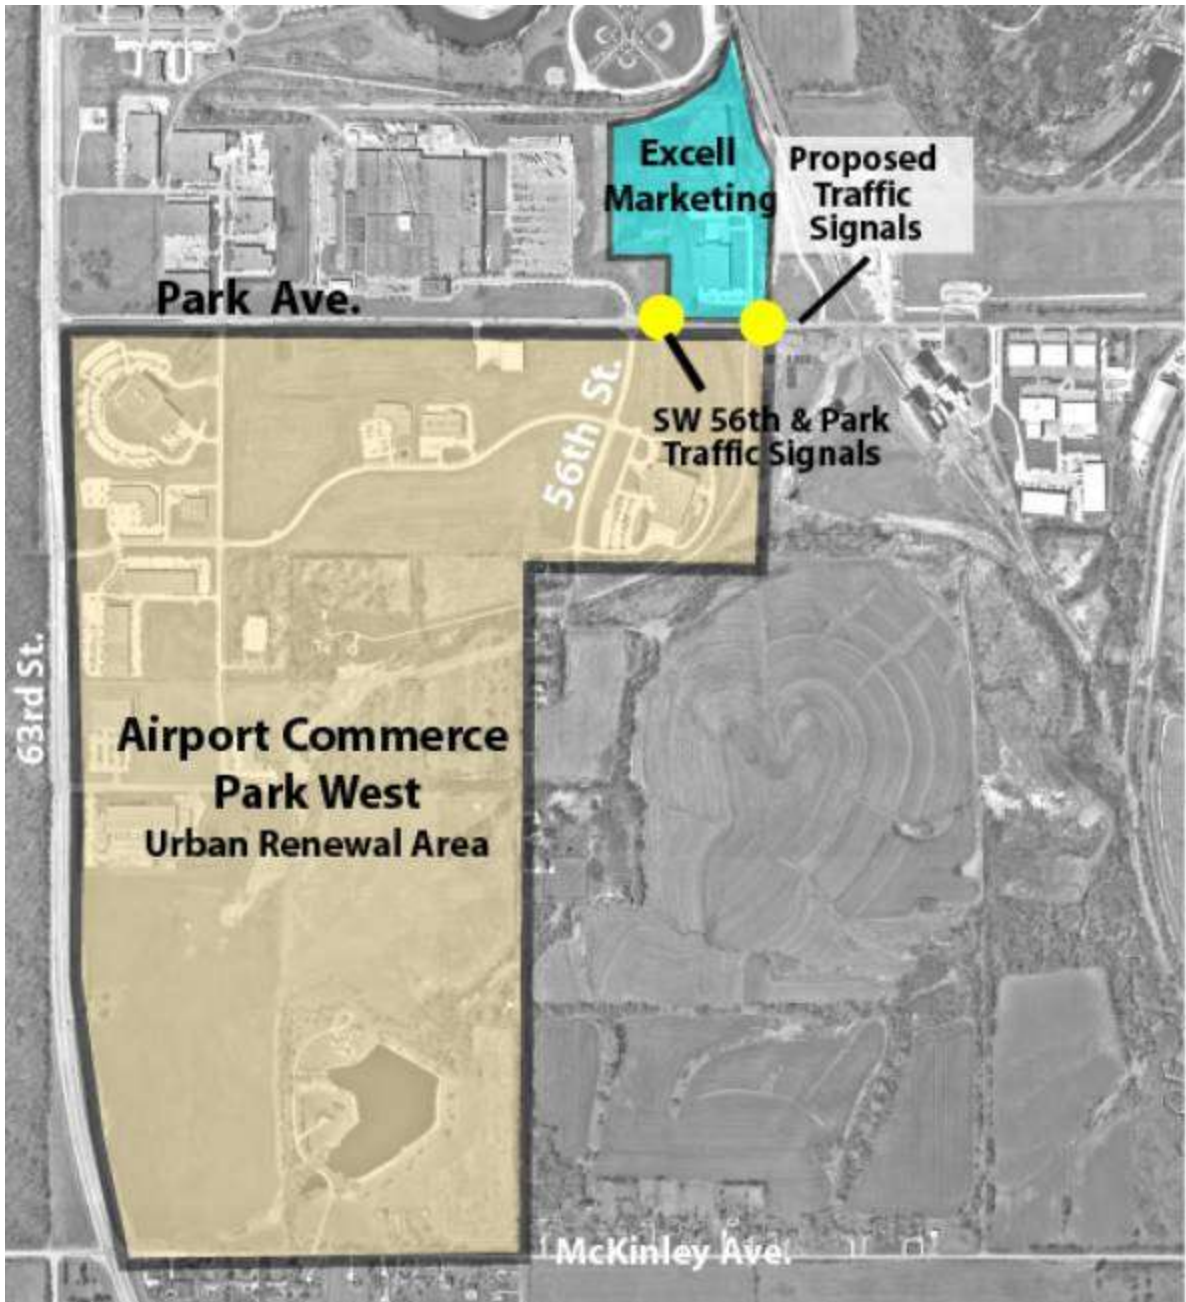 Excell
Marketing
Proposed
Traffic
Signals
Park Ave.
SW 56th & Park
Traffic Signals
56th St.
63rd St.
Airport Commerce
Park West
Urban Renewal Area
McKinley Ave.